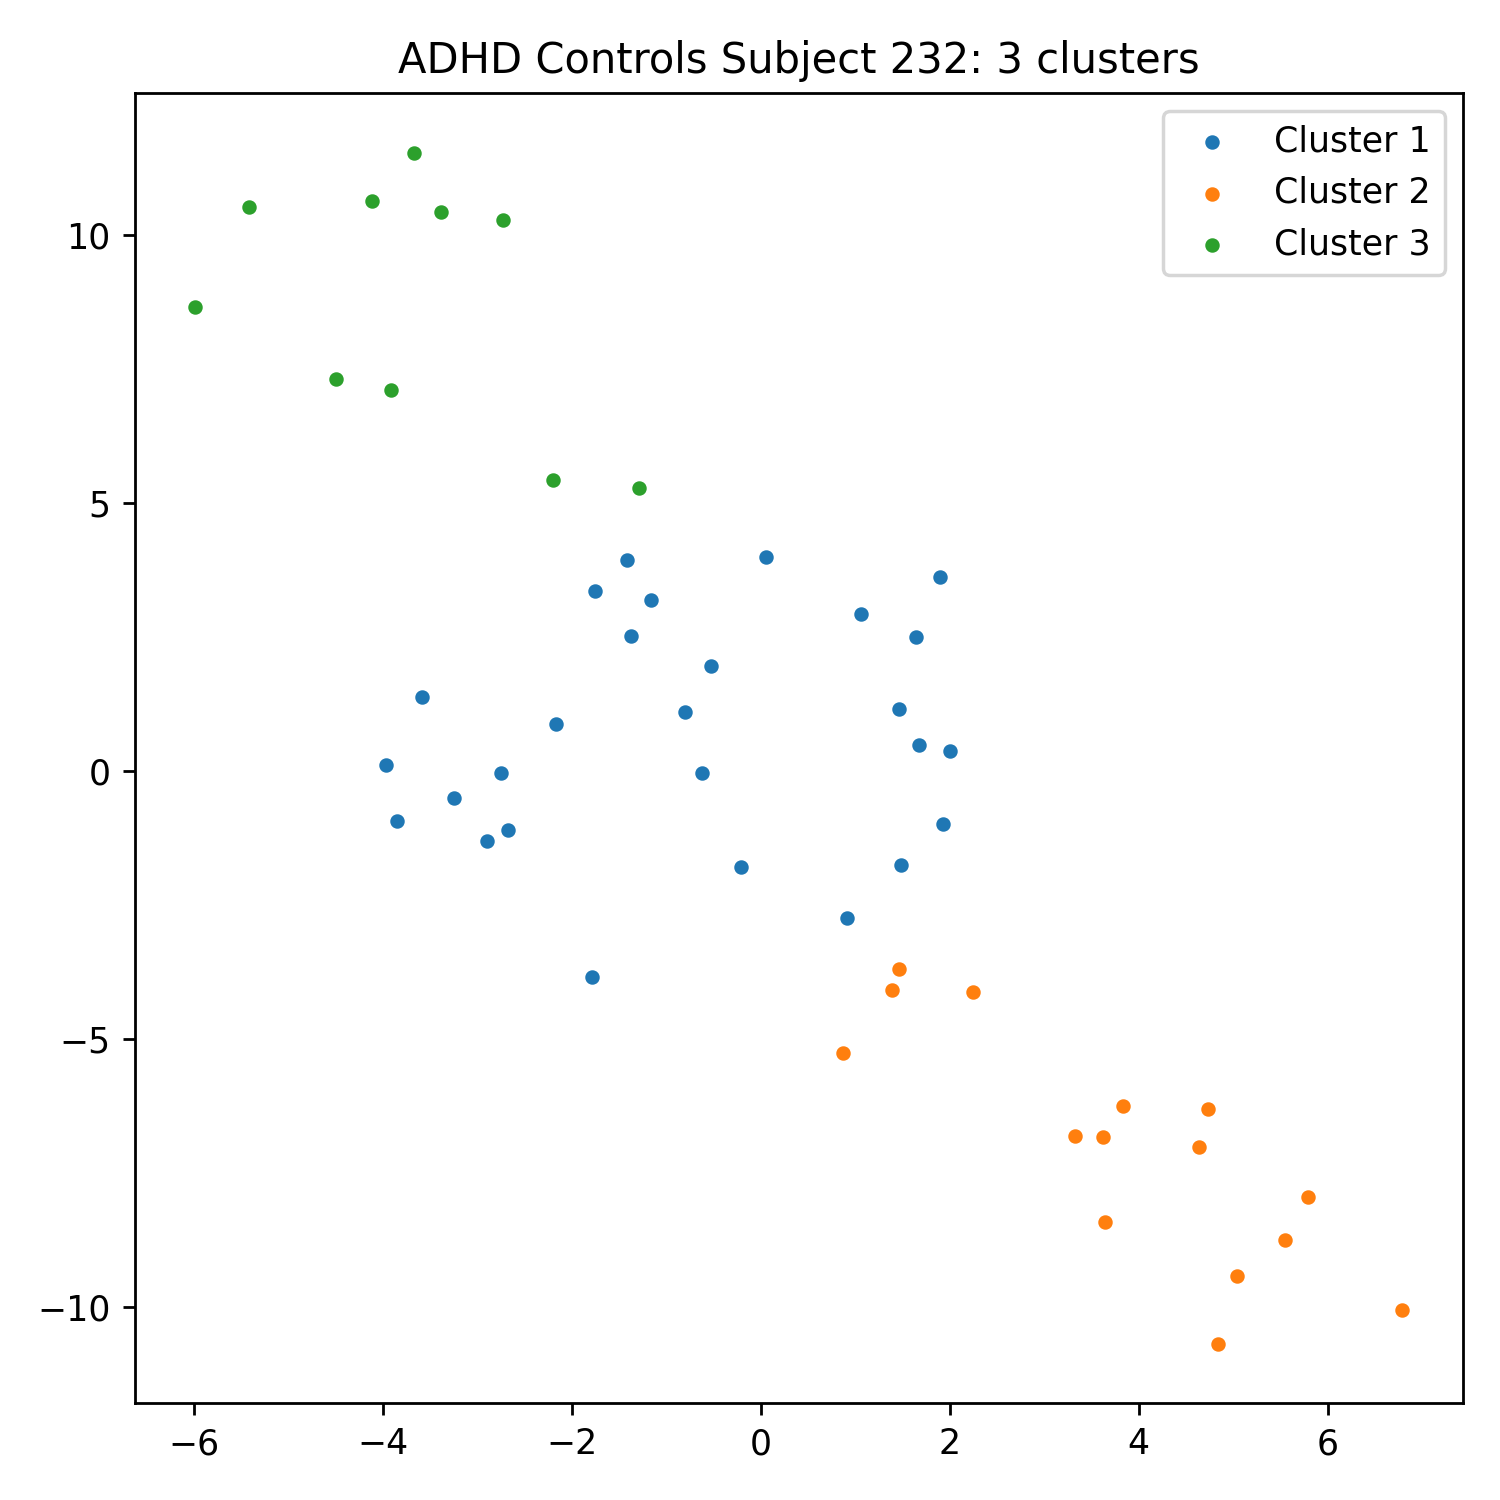 ADHD Controls Subject 232: 3 clusters
Cluster 1
Cluster 2
Cluster 3
10
5
0
−5
−10
−6 −4 −2 0 2 4 6